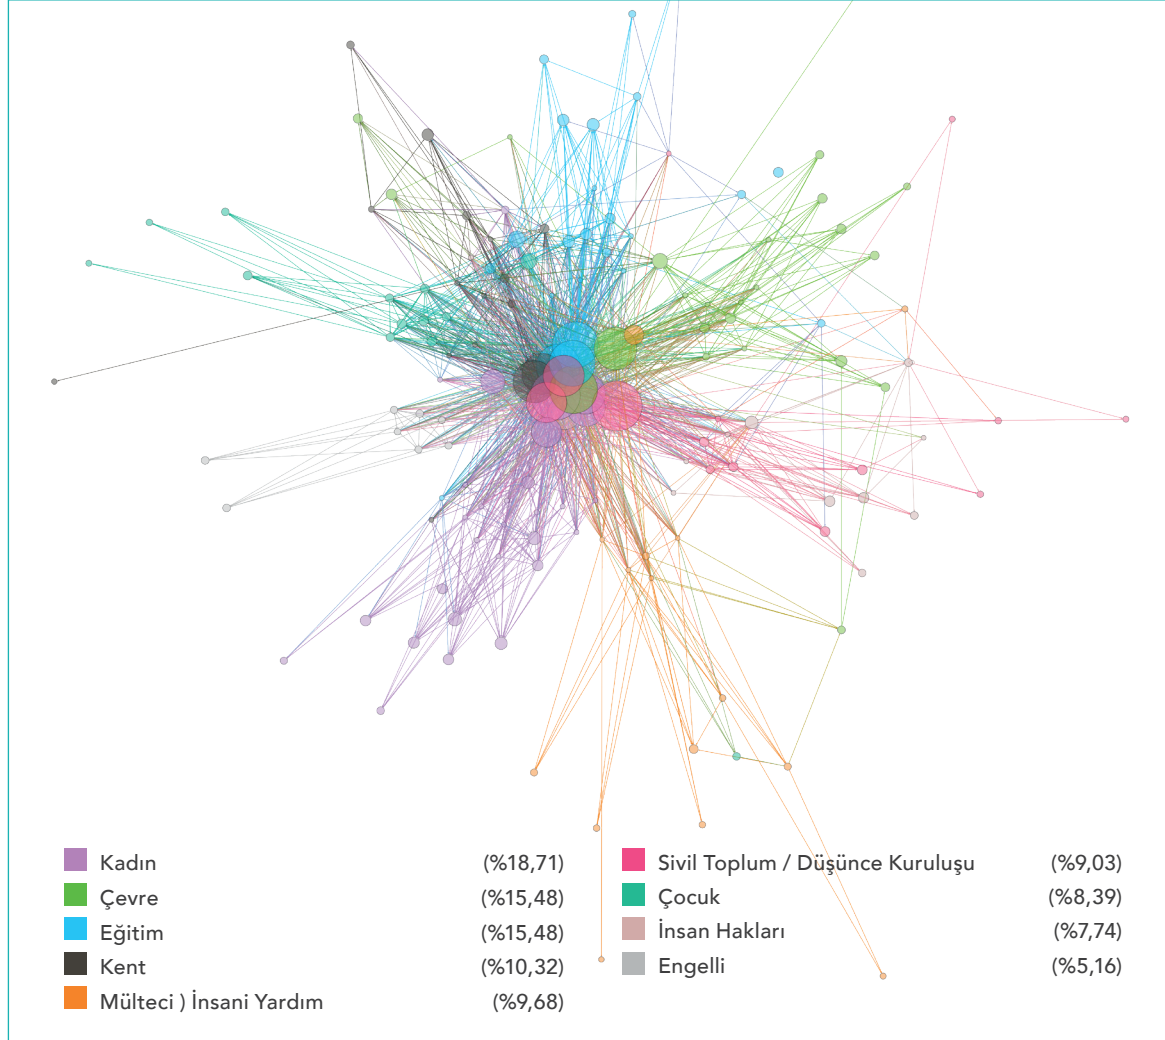 Kadın (%18,71)
Çevre (%15,48)
Eğitim (%15,48)
Kent (%10,32)
Mülteci ) İnsani Yardım (%9,68)
Sivil Toplum / Düşünce Kuruluşu (%9,03)
Çocuk (%8,39)
İnsan Hakları (%7,74)
Engelli (%5,16)